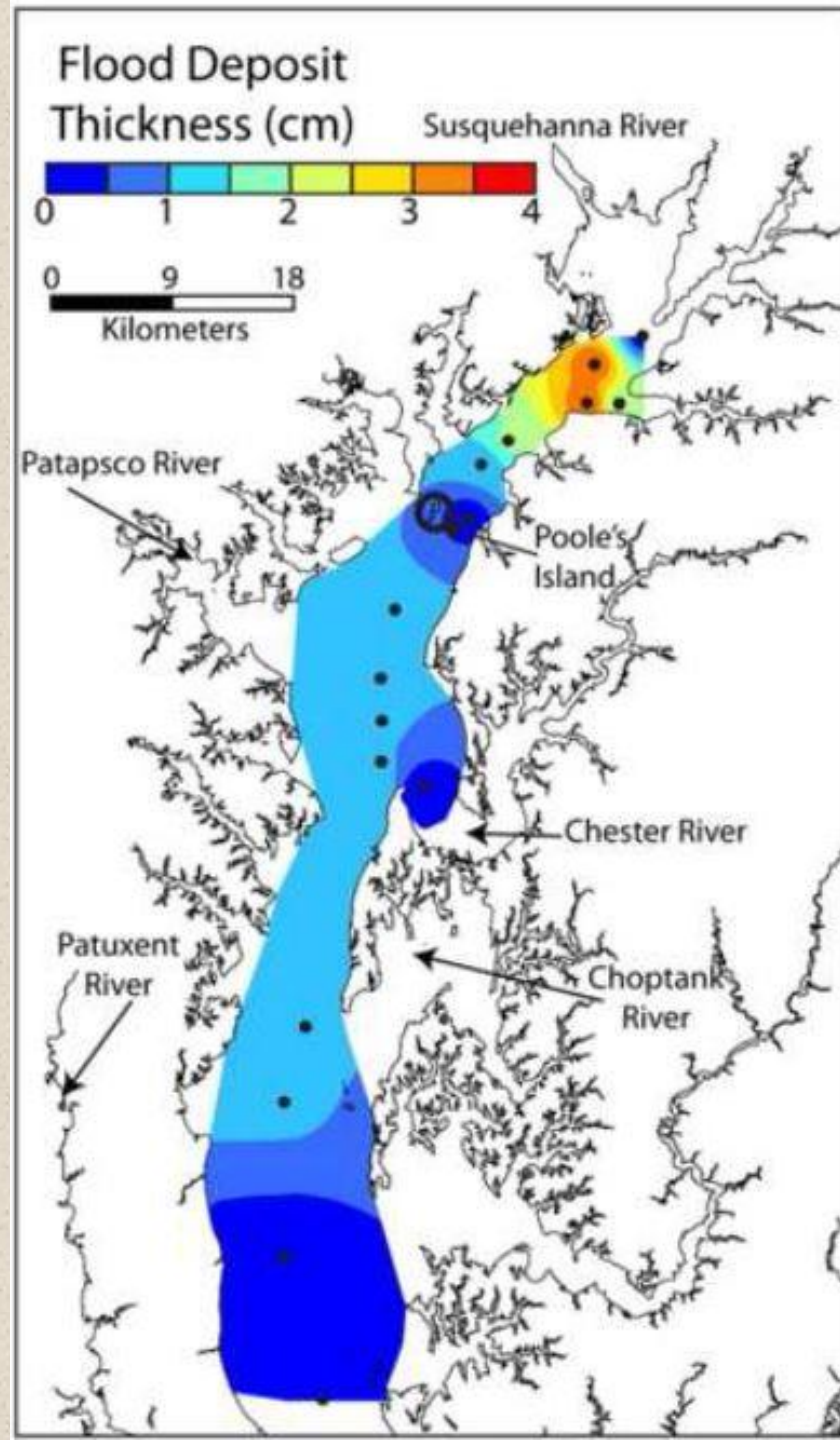 Flood Deposit
Thickness (cm)
Susquehanna River
0 1 2 3 4
0 9 18
Kilometers
Patapsco River
Poole's
Island
Chester River
Patuxent
River
Choptank
River